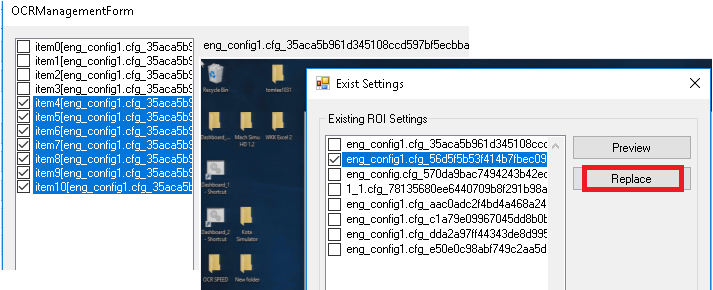 OCRManagementForm
item0[eng_config1.cfg_35aca5b9
item1[eng_config1.cfg_35aca5b9
item2[eng_config1.cfg_35aca5b9
item3[eng_config1.cfg_35aca5b9
item4[eng_config1.cfg_35aca5b9
item5[eng_config1.cfg_35aca5b9
item6[eng_config1.cfg_35aca5b9
item7[eng_config1.cfg_35aca5b9
item8[eng_config1.cfg_35aca5b9
item9[eng_config1.cfg_35aca5b9
item10[eng_config1.cfg_35aca5
eng_config1.cfg_35aca5b961d345108ccd597bf5ecbba
Recycle Bin
tomlee1031
Dashboard_
Mach Simu
HD 1.2
WKK Excel 2
Dashboard_1
- Shortcut
Dashboard_2
- Shortcut
Kote
Simulator
OCR SPEED
New folder
Exist Settings
Existing ROI Settings
eng_config1.cfg_35aca5b961d345108ccc
eng_config1.cfg_56d5f5b53f414b7fbec09
eng_config.cfg_570da9bac7494243b42ec
1_1.cfg_78135680ee6440709b8f291b98a
eng_config1.cfg_aac0adc2f4bd4a468a24
eng_config1.cfg_c1a79e09967045dd8b0b
eng_config1.cfg_dda2a97ff44343de8d995
eng_config1.cfg_e50e0c98abf749c2aa5d
Preview
Replace